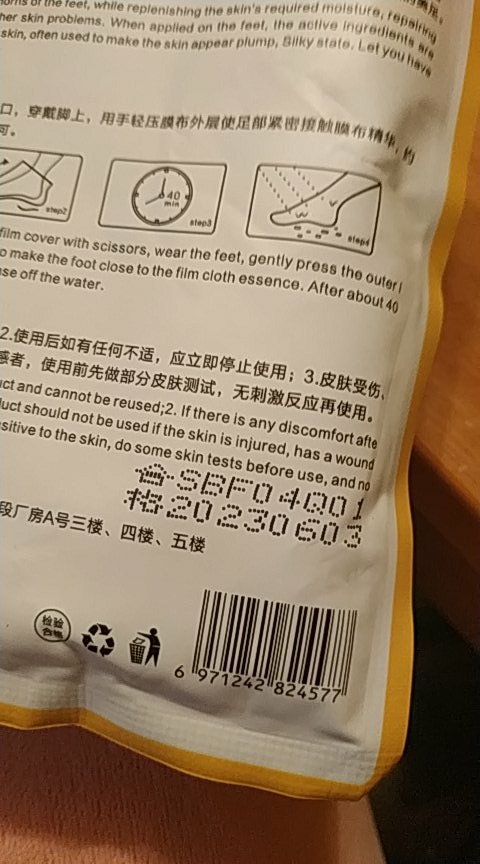 of the feet, while replenishing the skin's required moisture, repairing
her skin problems. When applied on the feet, the active ingredients are
skin, often used to make the skin appear plump, Silky state. Let you have
口，穿戴脚上，用手轻压膜布外层使足部紧密接触膜布精华，约
可。
step2
40
min
step3
step4
film cover with scissors, wear the feet, gently press the outer l
o make the foot close to the film cloth essence. After about 40
se off the water.
2.使用后如有任何不适，应立即停止使用；3.皮肤受伤、
感者，使用前先做部分皮肤测试，无刺激反应再使用。
uct and cannot be reused;2. If there is any discomfort afte
duct should not be used if the skin is injured, has a wound
sitive to the skin, do some skin tests before use, and no
合:SBF04Q01
格:20230603
段厂房A号三楼、四楼、五楼
检验
合格
6 971242 824577